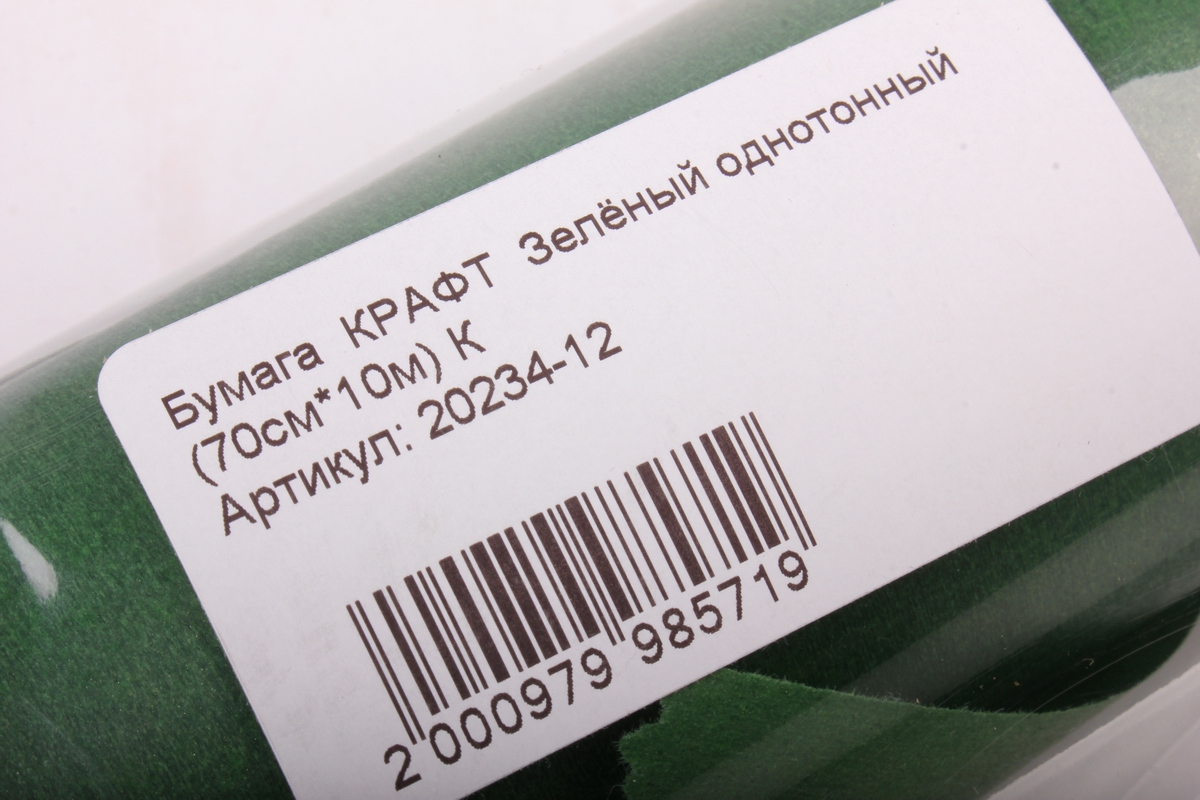 Бумага КРАФТ Зелёный однотонный
(70см*10м) К
Артикул: 20234-12
2 000979 985719